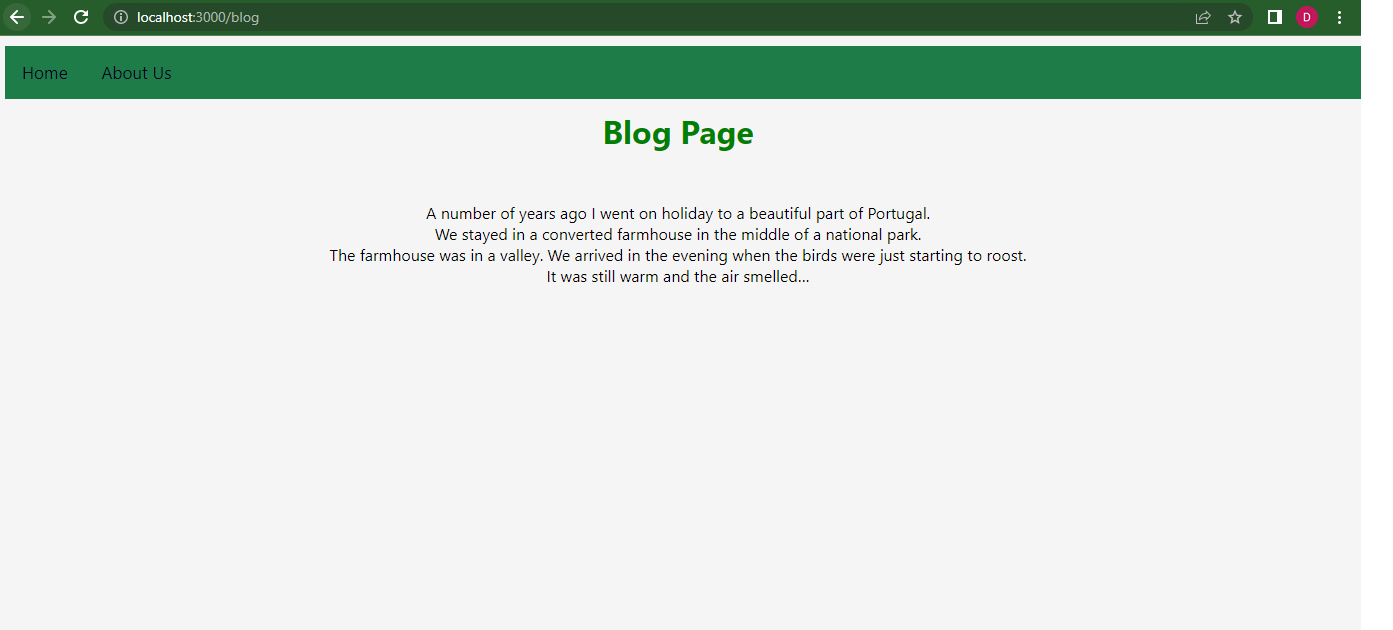 localhost:3000/blog
D
Home About Us
Blog Page
A number of years ago I went on holiday to a beautiful part of Portugal.
We stayed in a converted farmhouse in the middle of a national park.
The farmhouse was in a valley. We arrived in the evening when the birds were just starting to roost.
It was still warm and the air smelled...